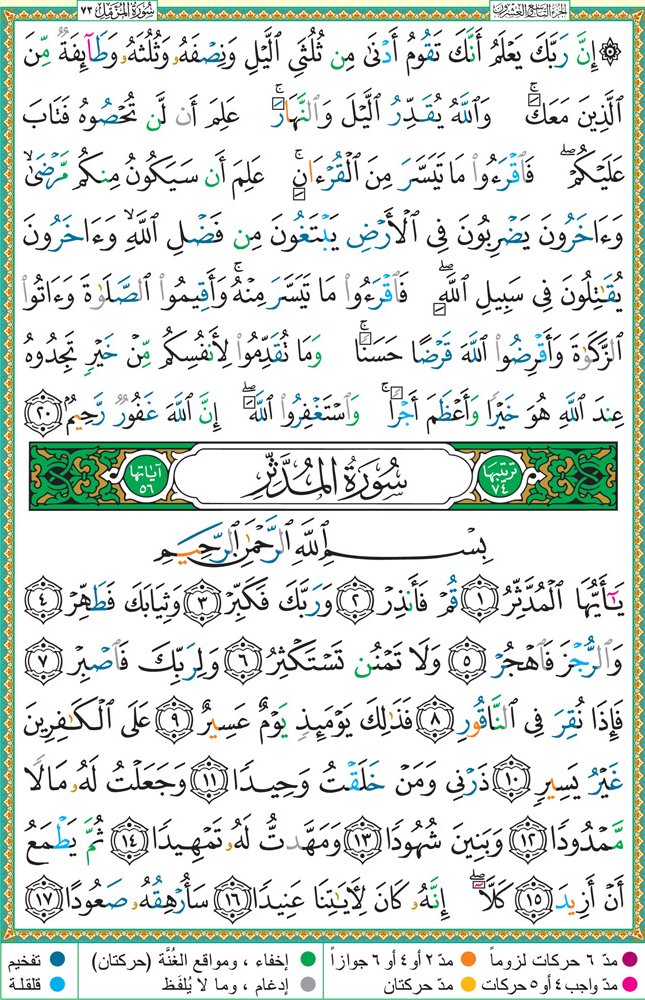 الجزء التاسع والعشرون
سورة المزمل ٧٣
۞ إِنَّ رَبَّكَ يَعْلَمُ أَنَّكَ تَقُومُ أَدْنَىٰ مِن ثُلُثَيِ ٱلَّيْلِ وَنِصْفَهُۥ وَثُلُثَهُۥ وَطَآئِفَةٌ مِّنَ
ٱلَّذِينَ مَعَكَ ۚ وَٱللَّهُ يُقَدِّرُ ٱلَّيْلَ وَٱلنَّهَارَ ۚ عَلِمَ أَن لَّن تُحْصُوهُ فَتَابَ
عَلَيْكُمْ ۖ فَٱقْرَءُوا۟ مَا تَيَسَّرَ مِنَ ٱلْقُرْءَانِ ۚ عَلِمَ أَن سَيَكُونُ مِنكُم مَّرْضَىٰ ۙ
وَءَاخَرُونَ يَضْرِبُونَ فِى ٱلْأَرْضِ يَبْتَغُونَ مِن فَضْلِ ٱللَّهِ ۙ وَءَاخَرُونَ
يُقَٰتِلُونَ فِى سَبِيلِ ٱللَّهِ ۖ فَٱقْرَءُوا۟ مَا تَيَسَّرَ مِنْهُ ۚ وَأَقِيمُوا۟ ٱلصَّلَوٰةَ وَءَاتُوا۟
ٱلزَّكَوٰةَ وَأَقْرِضُوا۟ ٱللَّهَ قَرْضًا حَسَنًا ۚ وَمَا تُقَدِّمُوا۟ لِأَنفُسِكُم مِّنْ خَيْرٍ تَجِدُوهُ
عِندَ ٱللَّهِ هُوَ خَيْرًا وَأَعْظَمَ أَجْرًا ۚ وَٱسْتَغْفِرُوا۟ ٱللَّهَ ۖ إِنَّ ٱللَّهَ غَفُورٌ رَّحِيمٌۢ ٢٠
ترتيبها ٧٤ سُورَةُ المُدَّثِّر آياتها ٥٦
بِسْمِ ٱللَّهِ ٱلرَّحْمَٰنِ ٱلرَّحِيمِ
يَٰٓأَيُّهَا ٱلْمُدَّثِّرُ ١ قُمْ فَأَنذِرْ ٢ وَرَبَّكَ فَكَبِّرْ ٣ وَثِيَابَكَ فَطَهِّرْ ٤
وَٱلرُّجْزَ فَٱهْجُرْ ٥ وَلَا تَمْنُن تَسْتَكْثِرُ ٦ وَلِرَبِّكَ فَٱصْبِرْ ٧
فَإِذَا نُقِرَ فِى ٱلنَّاقُورِ ٨ فَذَٰلِكَ يَوْمَئِذٍ يَوْمٌ عَسِيرٌ ٩ عَلَى ٱلْكَٰفِرِينَ
غَيْرُ يَسِيرٍ ١٠ ذَرْنِى وَمَنْ خَلَقْتُ وَحِيدًا ١١ وَجَعَلْتُ لَهُۥ مَالًا
مَّمْدُودًا ١٢ وَبَنِينَ شُهُودًا ١٣ وَمَهَّدتُّ لَهُۥ تَمْهِيدًا ١٤ ثُمَّ يَطْمَعُ
أَنْ أَزِيدَ ١٥ كَلَّآ ۖ إِنَّهُۥ كَانَ لِءَايَٰتِنَا عَنِيدًا ١٦ سَأُرْهِقُهُۥ صَعُودًا ١٧
مدّ ٦ حركات لزوماً مدّ ٢ أو ٤ أو ٦ جوازاً إخفاء ، ومواقع الغُنَّة (حركتان) تفخيم
مدّ واجب ٤ أو ٥ حركات مدّ حركتان إدغام ، وما لا يُلفَظ قلقلة